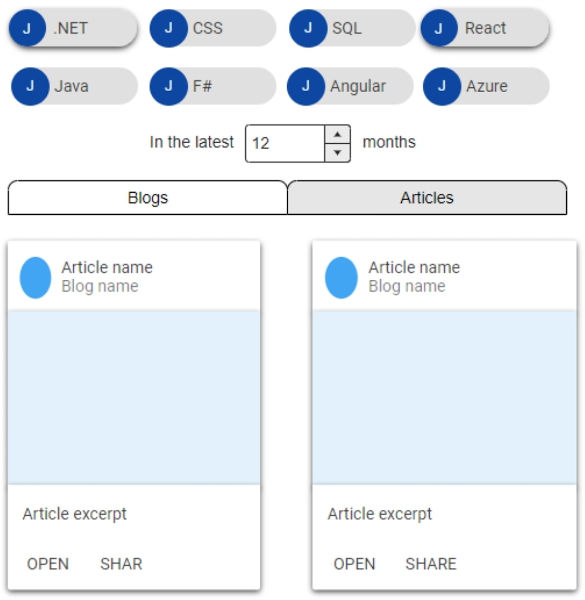 J .NET J CSS J SQL J React
J Java J F# J Angular J Azure
In the latest 12 months
Blogs Articles
Article name
Blog name
Article excerpt
OPEN SHAR
Article name
Blog name
Article excerpt
OPEN SHARE